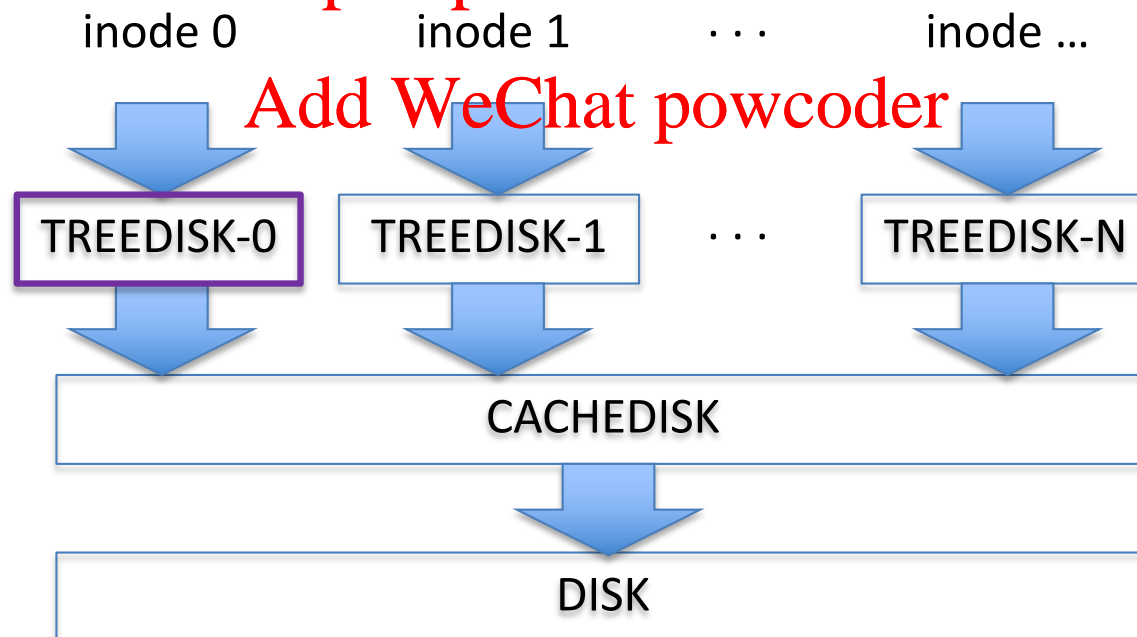 inode 0 inode 1 . . . inode ...
Add WeChat powcoder
TREEDISK-0 TREEDISK-1 . . . TREEDISK-N
CACHEDISK
DISK